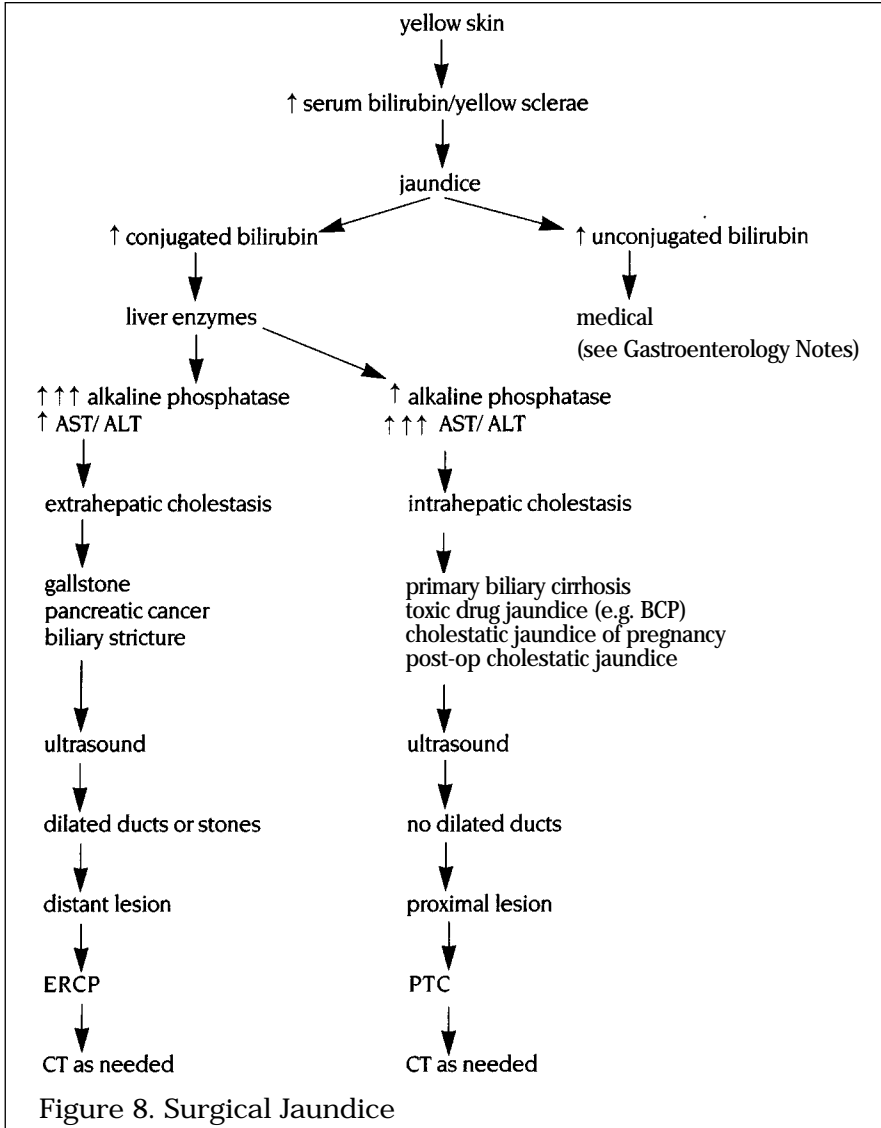 yellow skin
↑ serum bilirubin/yellow sclerae
jaundice
↑ conjugated bilirubin
↑ unconjugated bilirubin
liver enzymes
medical
(see Gastroenterology Notes)
↑↑↑ alkaline phosphatase
↑ AST/ ALT
↑ alkaline phosphatase
↑↑↑ AST/ ALT
extrahepatic cholestasis
intrahepatic cholestasis
gallstone
pancreatic cancer
biliary stricture
primary biliary cirrhosis
toxic drug jaundice (e.g. BCP)
cholestatic jaundice of pregnancy
post-op cholestatic jaundice
ultrasound
ultrasound
dilated ducts or stones
no dilated ducts
distant lesion
proximal lesion
ERCP
PTC
CT as needed
CT as needed
Figure 8. Surgical Jaundice